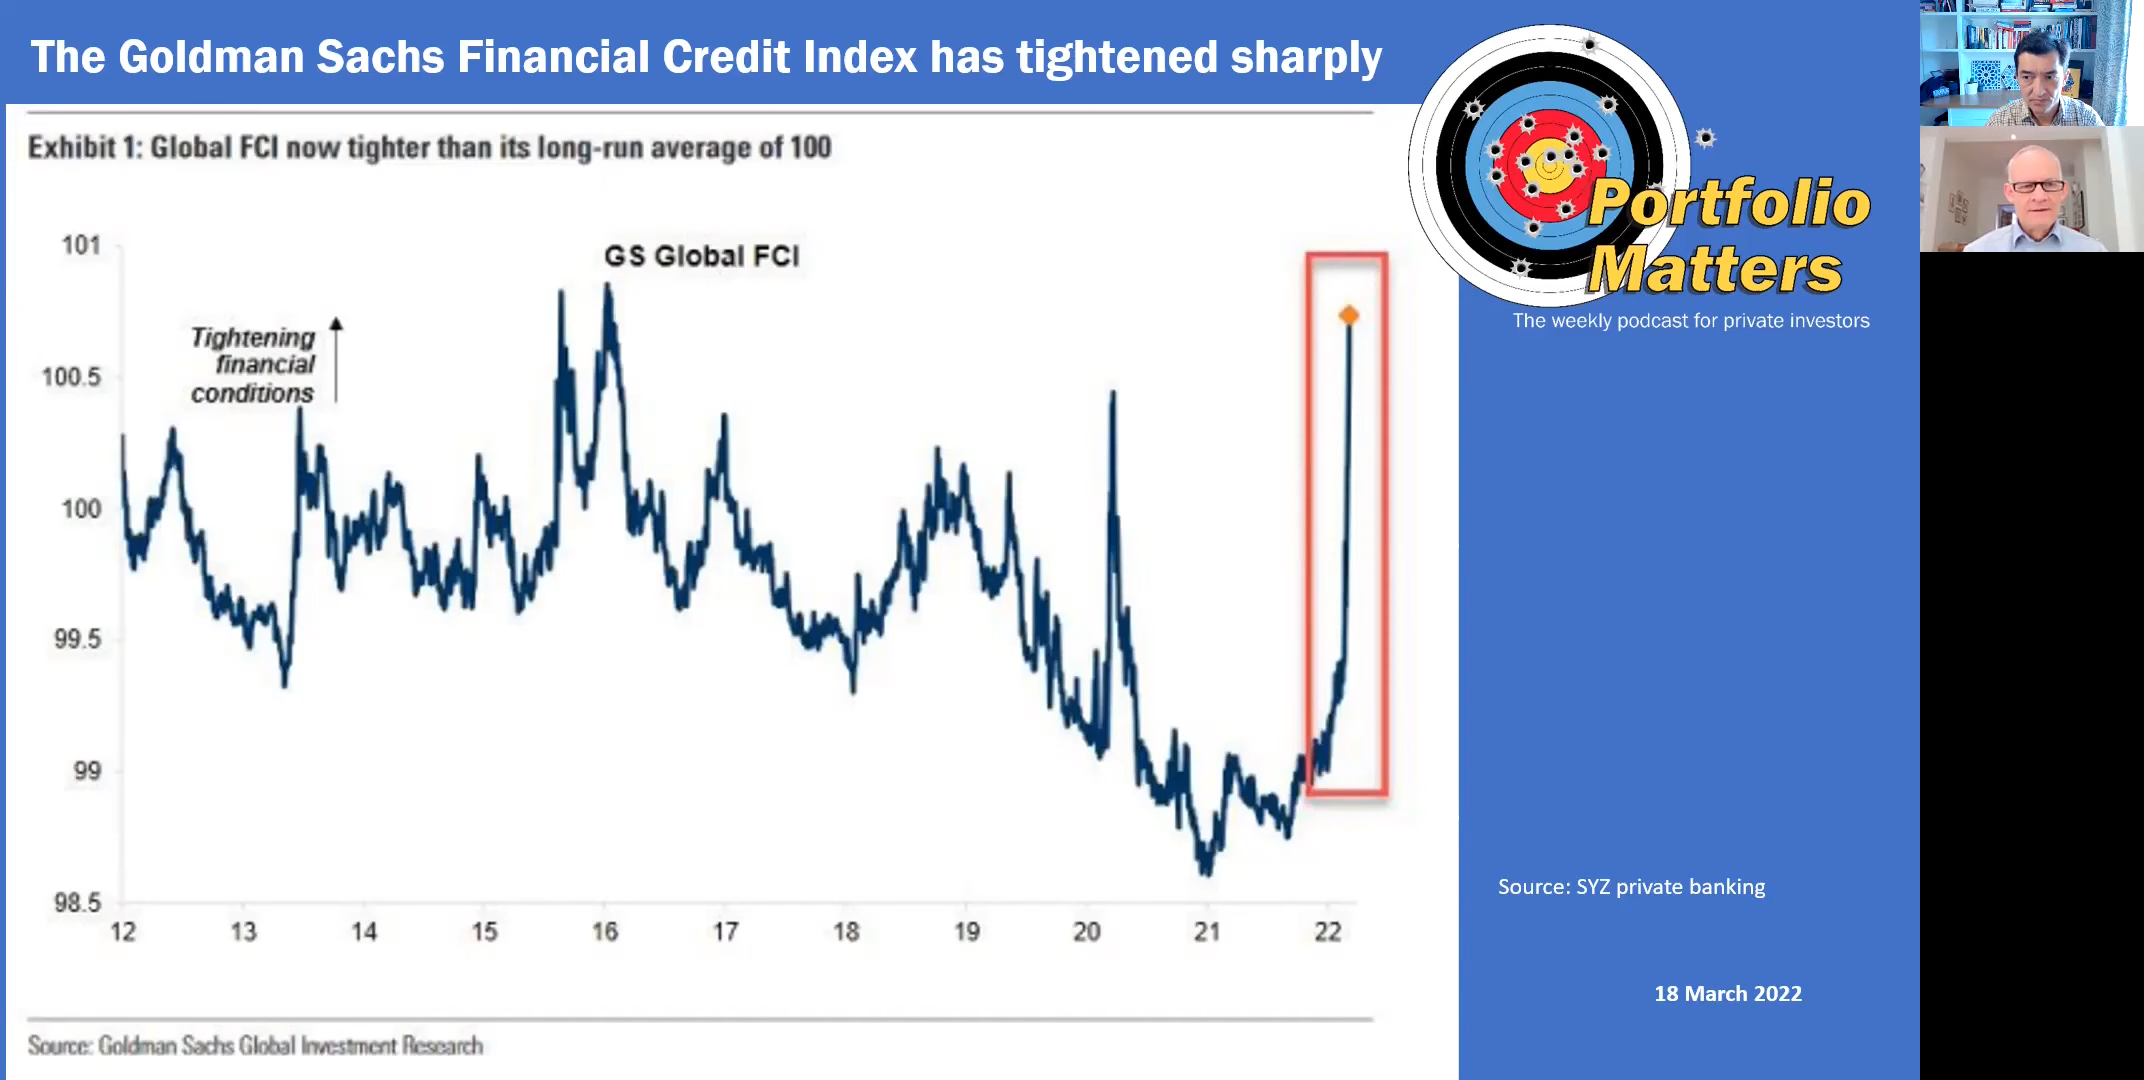 The Goldman Sachs Financial Credit Index has tightened sharply
Exhibit 1: Global FCI now tighter than its long-run average of 100
GS Global FCI
Tightening
financial
conditions
101
100.5
100
99.5
99
98.5
12 13 14 15 16 17 18 19 20 21 22
Source: Goldman Sachs Global Investment Research
Portfolio
Matters
The weekly podcast for private investors
Source: SYZ private banking
18 March 2022